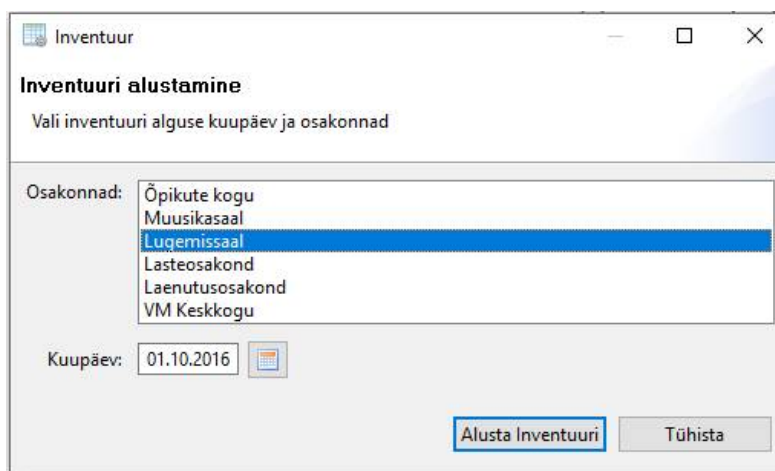 Inventuur
Inventuuri alustamine
Vali inventuuri alguse kuupäev ja osakonnad
Osakonnad:
Õpikute kogu
Muusikasaal
Lugemissaal
Lasteosakond
Laenutusosakond
VM Keskkogu
Kuupäev: 01.10.2016
Alusta Inventuuri Tühista